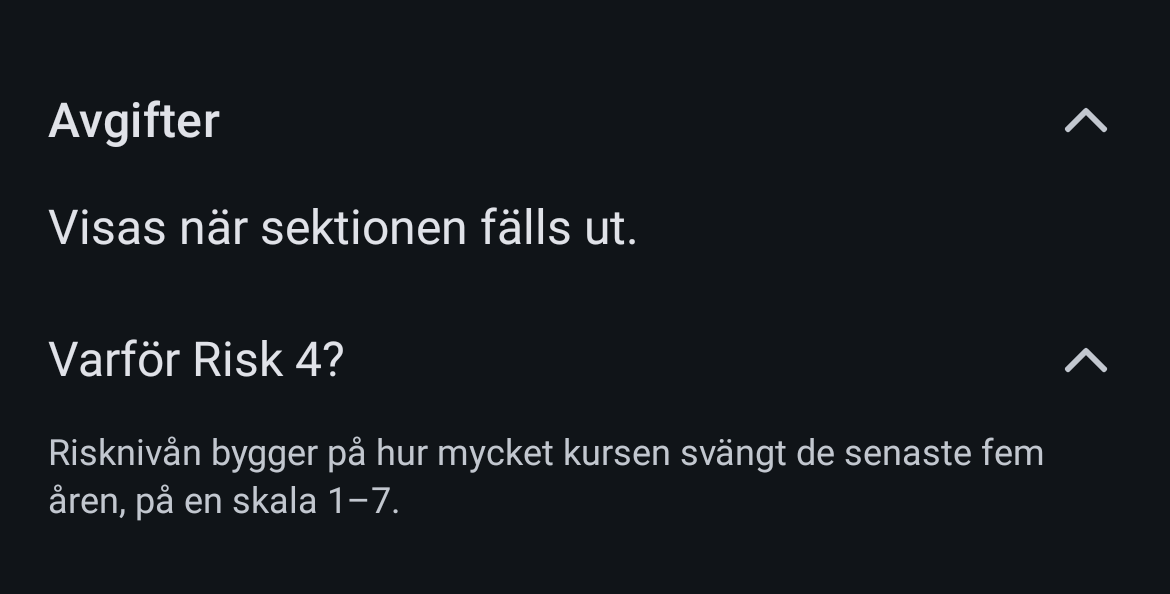 Avgifter
Visas när sektionen fälls ut.
Varför Risk 4?
Risknivån bygger på hur mycket kursen svängt de senaste fem
åren, på en skala 1–7.